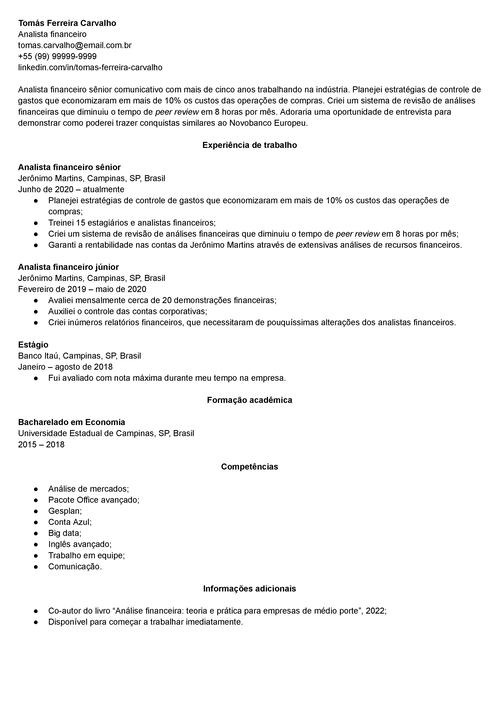 Tomás Ferreira Carvalho
Analista financeiro
tomas.carvalho@email.com.br
+55 (99) 99999-9999
linkedin.com/in/tomas-ferreira-carvalho
Analista financeiro sênior comunicativo com mais de cinco anos trabalhando na indústria. Planejei estratégias de controle de
gastos que economizaram em mais de 10% os custos das operações de compras. Criei um sistema de revisão de análises
financeiras que diminuiu o tempo de peer review em 8 horas por mês. Adoraria uma oportunidade de entrevista para
demonstrar como poderei trazer conquistas similares ao Novobanco Europeu.
Experiência de trabalho
Analista financeiro sênior
Jerônimo Martins, Campinas, SP, Brasil
Junho de 2020 – atualmente
● Planejei estratégias de controle de gastos que economizaram em mais de 10% os custos das operações de
compras;
● Treinei 15 estagiários e analistas financeiros;
● Criei um sistema de revisão de análises financeiras que diminuiu o tempo de peer review em 8 horas por mês;
● Garanti a rentabilidade nas contas da Jerônimo Martins através de extensivas análises de recursos financeiros.
Analista financeiro júnior
Jerônimo Martins, Campinas, SP, Brasil
Fevereiro de 2019 – maio de 2020
● Avaliei mensalmente cerca de 20 demonstrações financeiras;
● Auxiliei o controle das contas corporativas;
● Criei inúmeros relatórios financeiros, que necessitaram de pouquíssimas alterações dos analistas financeiros.
Estágio
Banco Itaú, Campinas, SP, Brasil
Janeiro – agosto de 2018
● Fui avaliado com nota máxima durante meu tempo na empresa.
Formação acadêmica
Bacharelado em Economia
Universidade Estadual de Campinas, SP, Brasil
2015 – 2018
Competências
● Análise de mercados;
● Pacote Office avançado;
● Gesplan;
● Conta Azul;
● Big data;
● Inglês avançado;
● Trabalho em equipe;
● Comunicação.
Informações adicionais
● Co-autor do livro “Análise financeira: teoria e prática para empresas de médio porte”, 2022;
● Disponível para começar a trabalhar imediatamente.